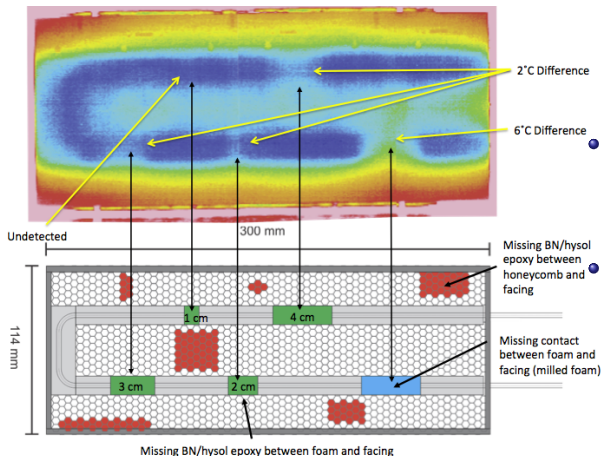 2˚C Difference
6˚C Difference
Undetected
300 mm
Missing BN/hysol
epoxy between
honeycomb and
facing
1 cm
4 cm
114 mm
Missing contact
between foam and
facing (milled foam)
3 cm
2 cm
Missing BN/hysol epoxy between foam and facing